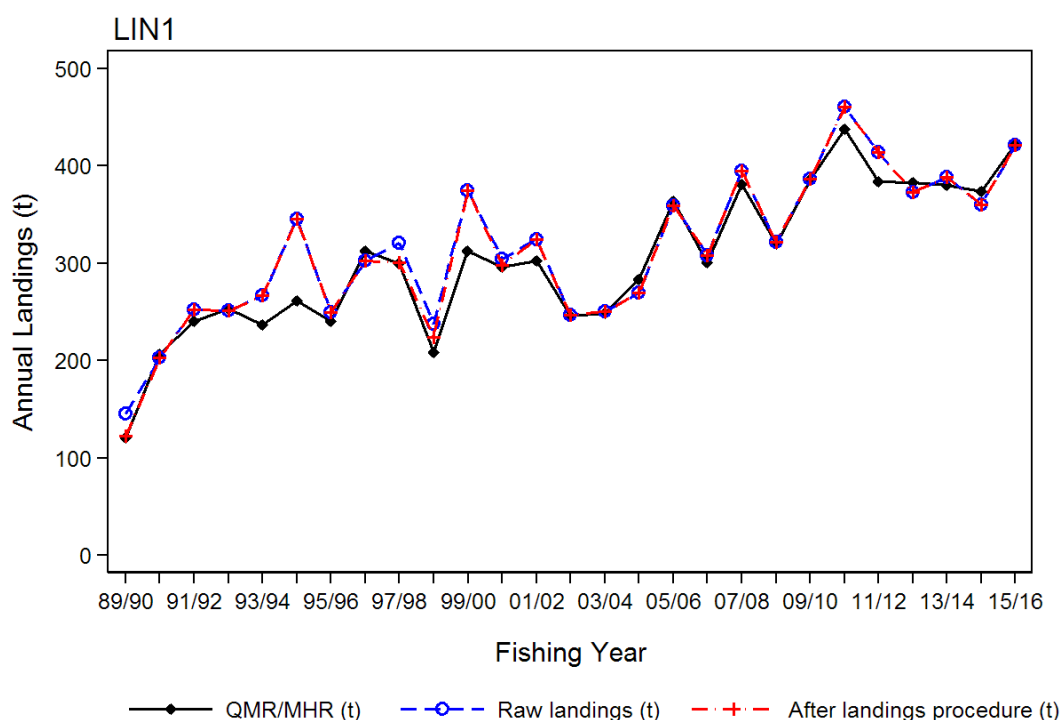 LIN1
500
400
300
200
100
0
Annual Landings (t)
89/90 91/92 93/94 95/96 97/98 99/00 01/02 03/04 05/06 07/08 09/10 11/12 13/14 15/16
Fishing Year
QMR/MHR (t) Raw landings (t) After landings procedure (t)